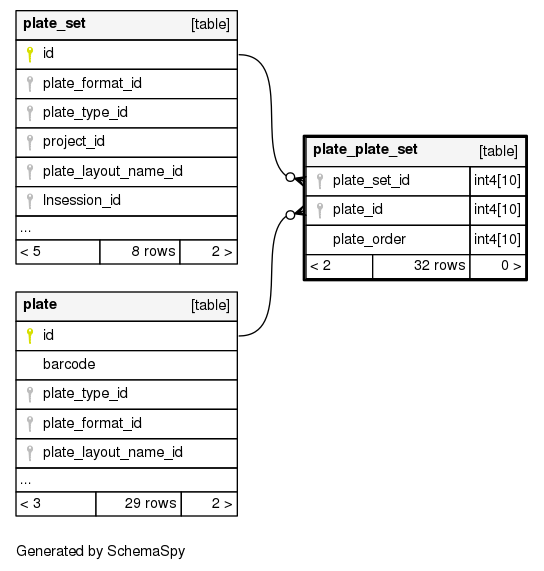 plate_set [table]
id
plate_format_id
plate_type_id
project_id
plate_layout_name_id
lnsession_id
...
< 5 8 rows 2 >
plate_plate_set [table]
plate_set_id int4[10]
plate_id int4[10]
plate_order int4[10]
< 2 32 rows 0 >
plate [table]
id
barcode
plate_type_id
plate_format_id
plate_layout_name_id
...
< 3 29 rows 2 >
Generated by SchemaSpy